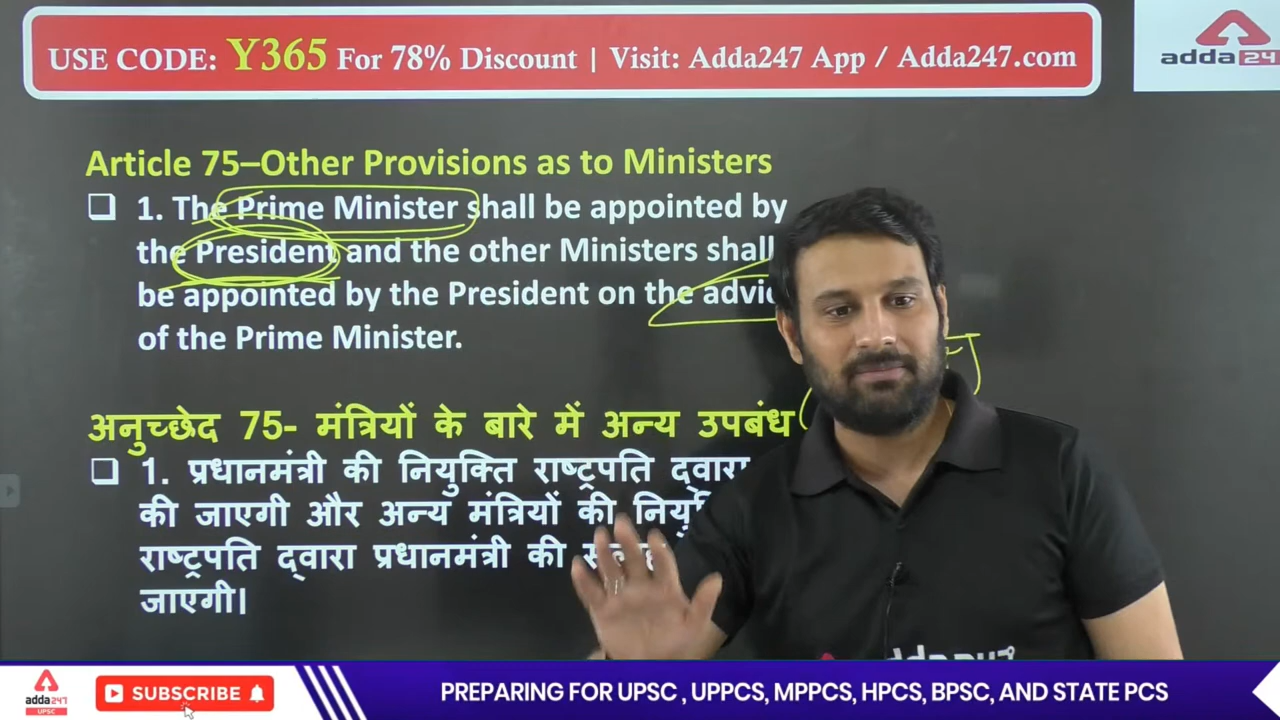 USE CODE: Y365 For 78% Discount | Visit: Adda247 App / Adda247.com
adda 24
Article 75–Other Provisions as to Ministers
❑ 1. The Prime Minister shall be appointed by
the President and the other Ministers shall
be appointed by the President on the
of the Prime Minister.
अनुच्छेद 75- मंत्रियों के बारे में अन्य उपबंध
❑ 1. प्रधानमंत्री की नियुक्ति राष्ट्रपति द्वारा
की जाएगी और अन्य मंत्रियों की
राष्ट्रपति द्वारा प्रधानमंत्री की
जाएगी।
adda247
UPSC
SUBSCRIBE
PREPARING FOR UPSC , UPPCS, MPPCS, HPCS, BPSC, AND STATE PCS